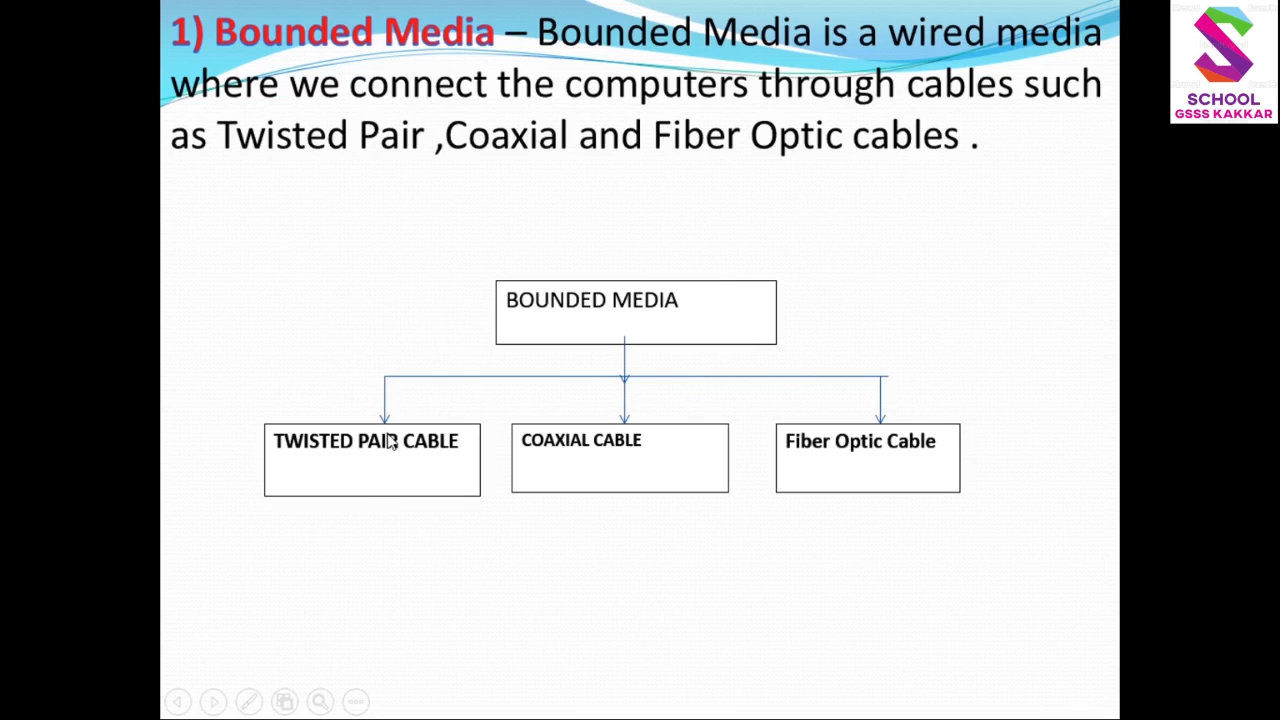 1) Bounded Media – Bounded Media is a wired media
where we connect the computers through cables such
as Twisted Pair ,Coaxial and Fiber Optic cables .
SCHOOL
GSSS KAKKAR
BOUNDED MEDIA
TWISTED PAIR CABLE
COAXIAL CABLE
Fiber Optic Cable